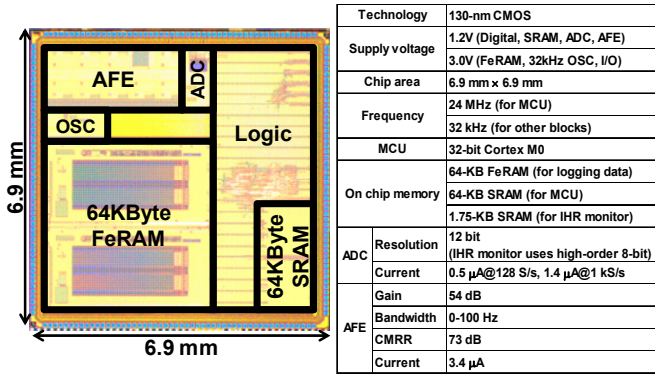 AFE
ADC
OSC
Logic
64KByte
FeRAM
64KByte
SRAM
6.9 mm
6.9 mm
Technology 130-nm CMOS
Supply voltage 1.2V (Digital, SRAM, ADC, AFE)
3.0V (FeRAM, 32kHz OSC, I/O)
Chip area 6.9 mm x 6.9 mm
Frequency 24 MHz (for MCU)
32 kHz (for other blocks)
MCU 32-bit Cortex M0
On chip memory 64-KB FeRAM (for logging data)
64-KB SRAM (for MCU)
1.75-KB SRAM (for IHR monitor)
ADC Resolution 12 bit
(IHR monitor uses high-order 8-bit)
Current 0.5 μA@128 S/s, 1.4 μA@1 kS/s
AFE Gain 54 dB
Bandwidth 0-100 Hz
CMRR 73 dB
Current 3.4 μA